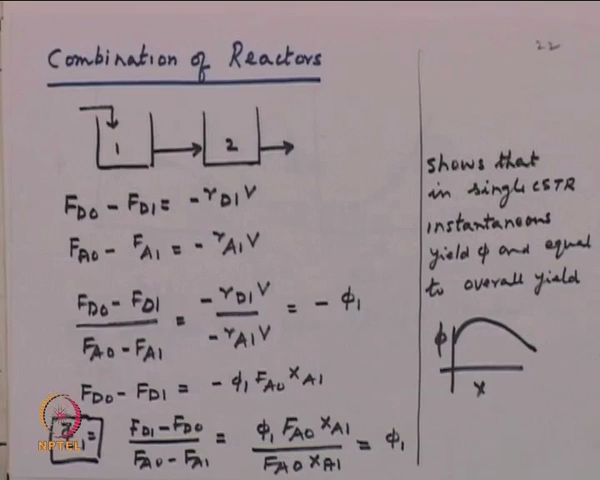 22
Combination of Reactors
1
2
F_D0 - F_D1 = - r_D1 V
F_A0 - F_A1 = - r_A1 V
(F_D0 - F_D1) / (F_A0 - F_A1) = (- r_D1 V) / (- r_A1 V) = - ϕ_1
F_D0 - F_D1 = - ϕ_1 F_A0 X_A1
= (F_D1 - F_D0) / (F_A0 - F_A1) = (ϕ_1 F_A0 X_A1) / (F_A0 X_A1) = ϕ_1
shows that
in single CSTR
instantaneous
yield ϕ and equal
to overall yield
ϕ
X
NPTEL